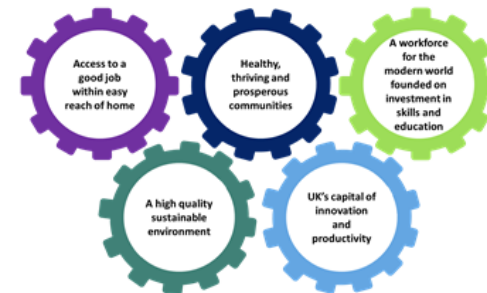 Access to a
good job
within easy
reach of home
Healthy,
thriving and
prosperous
communities
A workforce
for the
modern world
founded on
investment in
skills and
education
A high quality
sustainable
environment
UK's capital of
innovation
and
productivity